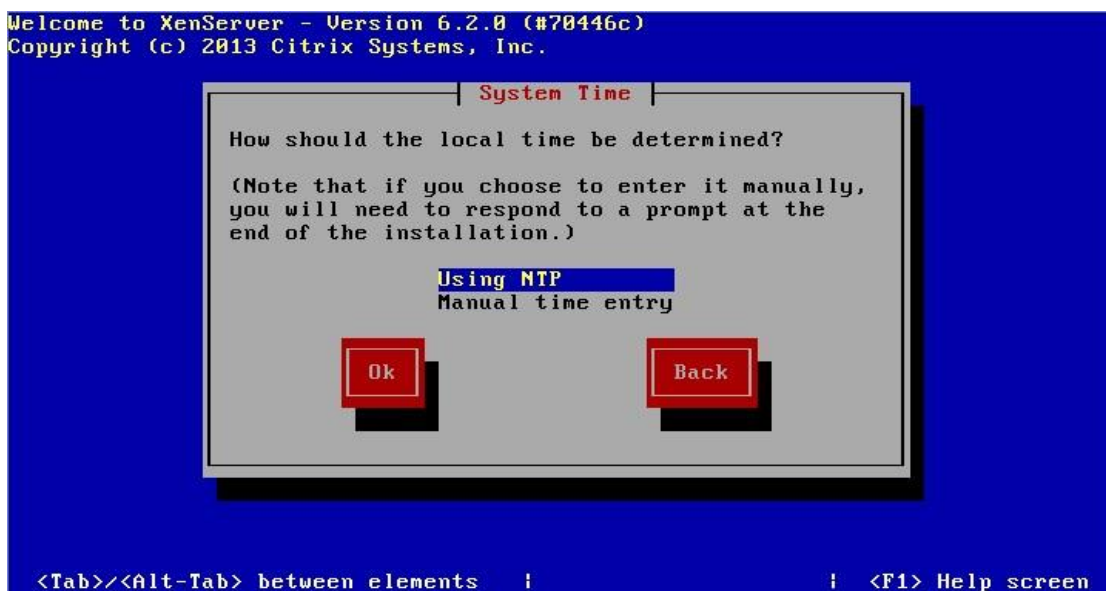 Welcome to XenServer - Version 6.2.0 (#70446c)
Copyright (c) 2013 Citrix Systems, Inc.
System Time
How should the local time be determined?
(Note that if you choose to enter it manually,
you will need to respond to a prompt at the
end of the installation.)
Using NTP
Manual time entry
Ok Back
<Tab>/<Alt-Tab> between elements | | <F1> Help screen